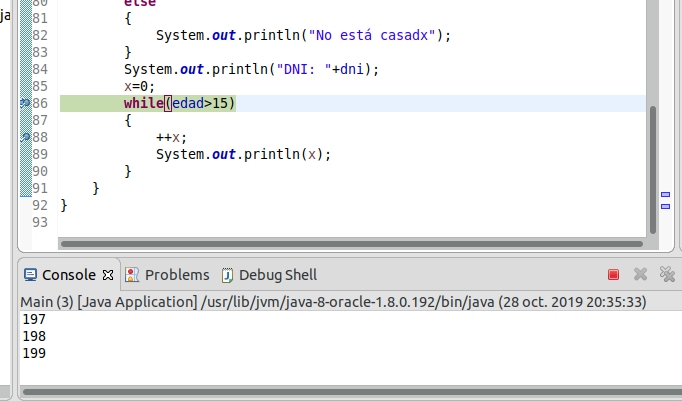 ja
80 else
81 {
82 System.out.println("No está casadx");
83 }
84 System.out.println("DNI: "+dni);
85 x=0;
86 while(edad>15)
87 {
88 ++x;
89 System.out.println(x);
90 }
91 }
92 }
93
Console Problems Debug Shell
Main (3) [Java Application] /usr/lib/jvm/java-8-oracle-1.8.0.192/bin/java (28 oct. 2019 20:35:33)
197
198
199